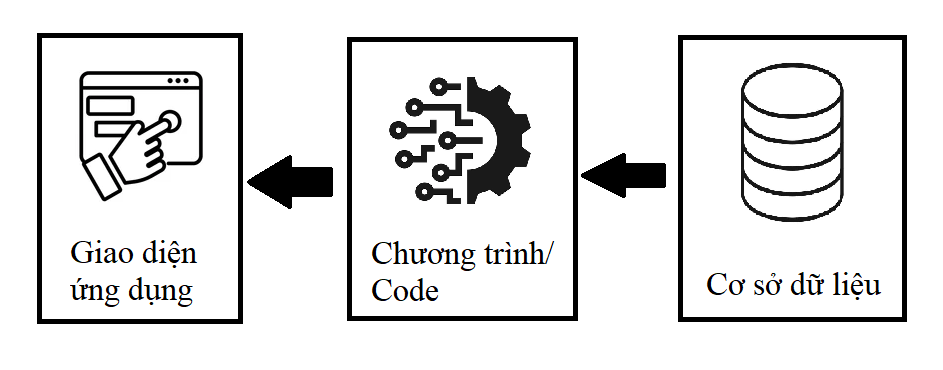 Giao diện
ứng dụng
Chương trình/
Code
Cơ sở dữ liệu